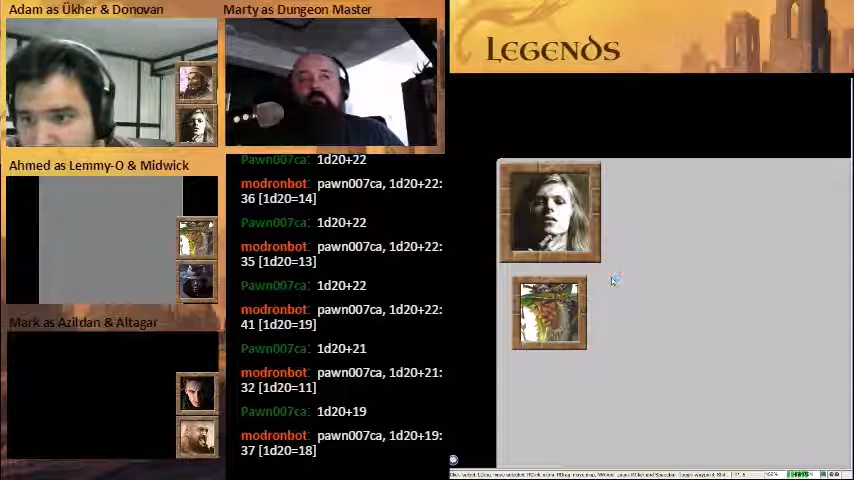 Adam as Ükher & Donovan
Marty as Dungeon Master
LEGENDS
Ahmed as Lemmy-O & Midwick
Mark as Azildan & Altagar
Pawn007ca: 1d20+22
modronbot: pawn007ca, 1d20+22:
36 [1d20=14]
Pawn007ca: 1d20+22
modronbot: pawn007ca, 1d20+22:
35 [1d20=13]
Pawn007ca: 1d20+22
modronbot: pawn007ca, 1d20+22:
41 [1d20=19]
Pawn007ca: 1d20+21
modronbot: pawn007ca, 1d20+21:
32 [1d20=11]
Pawn007ca: 1d20+19
modronbot: pawn007ca, 1d20+19:
37 [1d20=18]